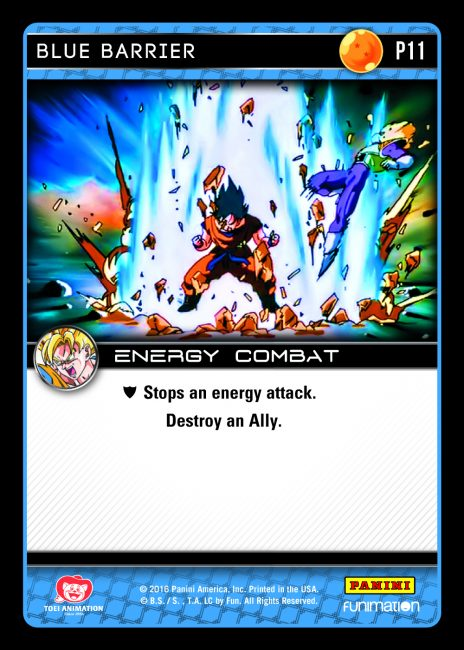 BLUE BARRIER
P11
ENERGY COMBAT
Stops an energy attack.
Destroy an Ally.
TOEI ANIMATION
© 2016 Panini America, Inc. Printed in the USA.
© B.S. / S. , T.A. LC by Fun. All Rights Reserved.
PANINI
FUNIMATION